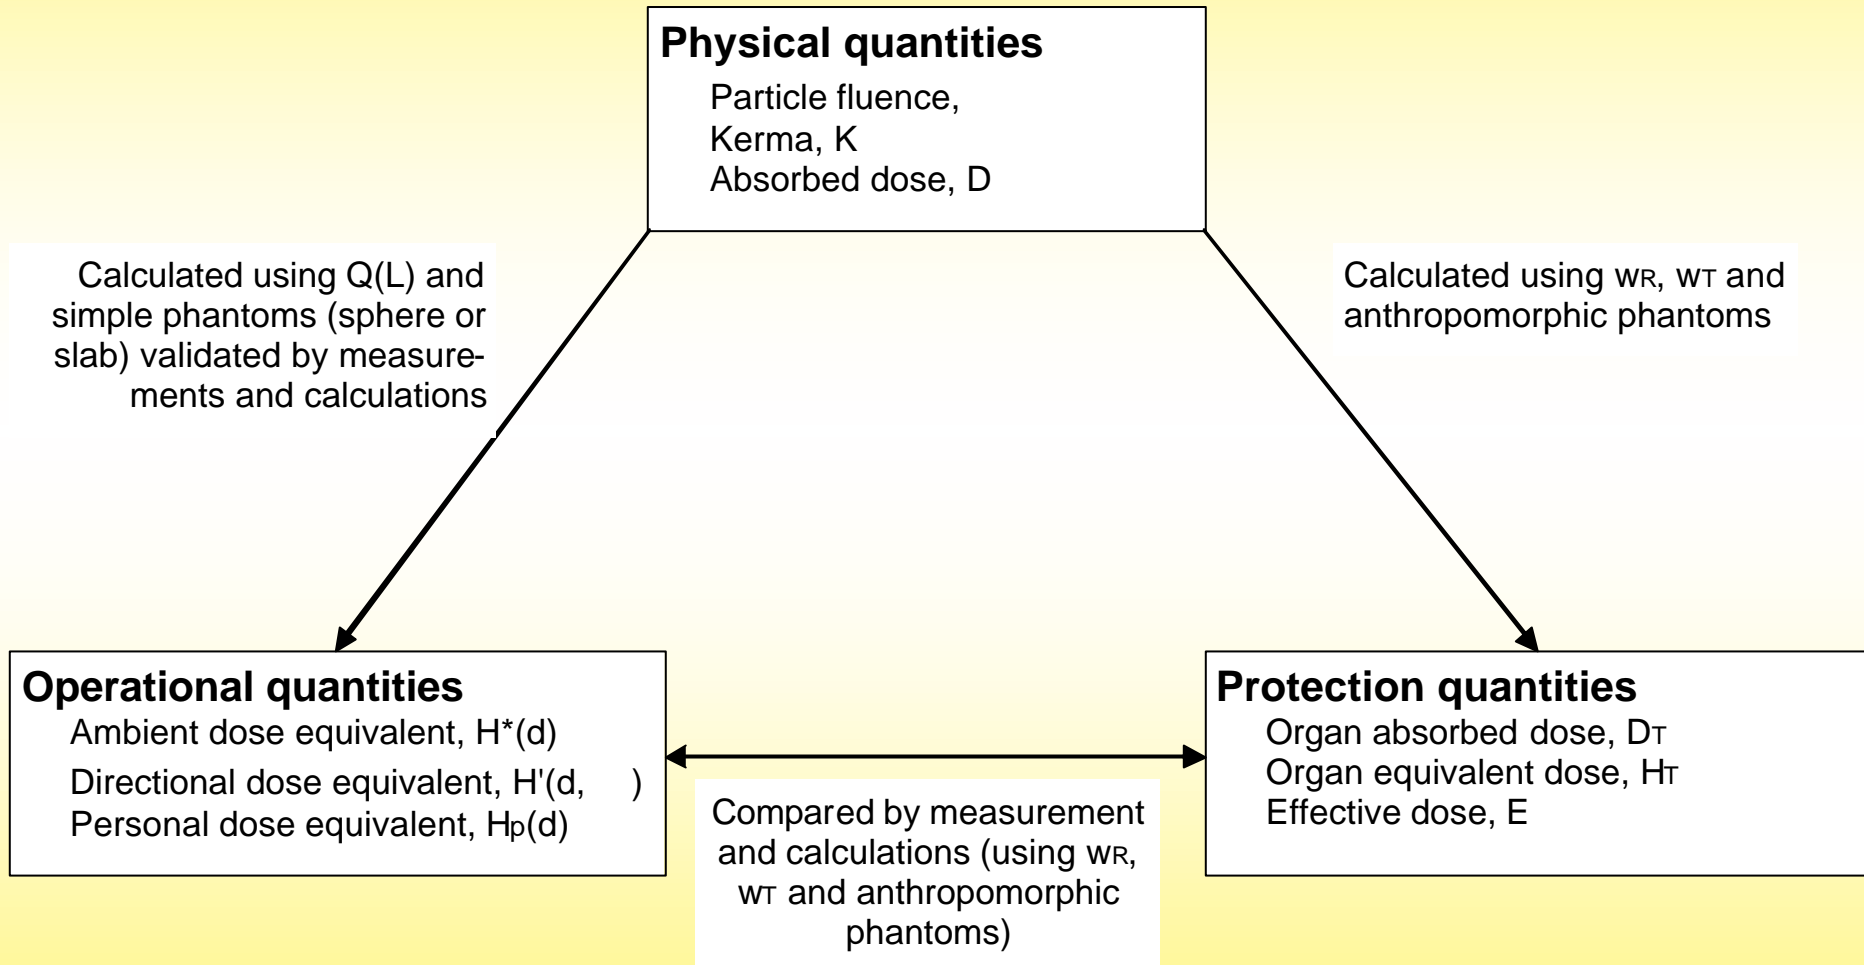 Physical quantities
Particle fluence,
Kerma, K
Absorbed dose, D
Calculated using Q(L) and
simple phantoms (sphere or
slab) validated by measure-
ments and calculations
Calculated using wR, wT and
anthropomorphic phantoms
Operational quantities
Ambient dose equivalent, H*(d)
Directional dose equivalent, H'(d, )
Personal dose equivalent, Hp(d)
Compared by measurement
and calculations (using wR,
wT and anthropomorphic
phantoms)
Protection quantities
Organ absorbed dose, DT
Organ equivalent dose, HT
Effective dose, E